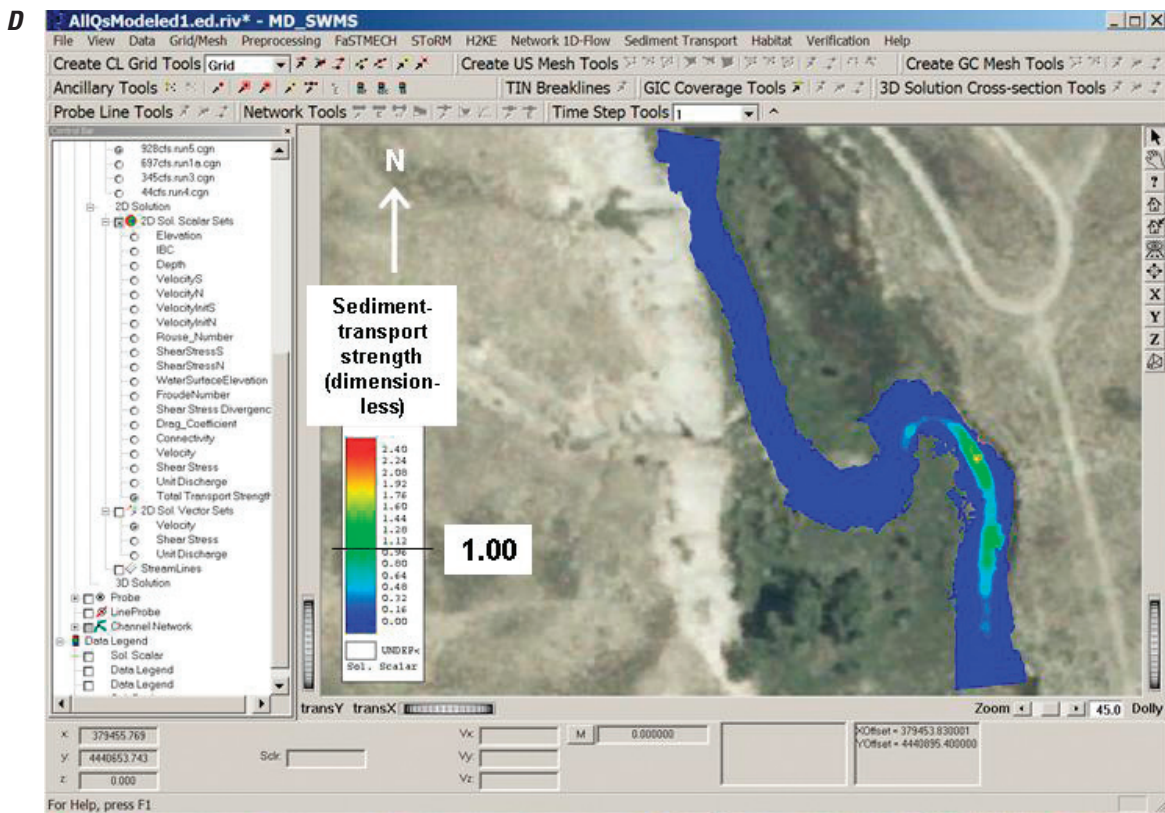 D
AllQsModeled1.ed.riv* - MD_SWMS
File View Data Grid/Mesh Preprocessing FaSTMECH SToRM H2KE Network 1D-Flow Sediment Transport Habitat Verification Help
Create CL Grid Tools Grid Create US Mesh Tools Create GC Mesh Tools
Ancillary Tools TIN Breaklines GIC Coverage Tools 3D Solution Cross-section Tools
Probe Line Tools Network Tools Time Step Tools 1
Control Bar
928cfs.run5.cgn
697cfs.run1a.cgn
345cfs.run3.cgn
44cfs.run4.cgn
2D Solution
2D Sol. Scalar Sets
Elevation
IBC
Depth
VelocityS
VelocityN
VelocityInitS
VelocityInitN
Rouse_Number
ShearStressS
ShearStressN
WaterSurfaceElevation
FroudeNumber
Shear Stress Divergenc
Drag_Coefficient
Connectivity
Velocity
Shear Stress
Unit Discharge
Total Transport Strength
2D Sol. Vector Sets
Velocity
Shear Stress
Unit Discharge
StreamLines
3D Solution
Probe
LineProbe
Channel Network
Data Legend
Sol. Scalar
Data Legend
Data Legend
N
Sediment-
transport
strength
(dimension-
less)
2.40
2.24
2.08
1.92
1.76
1.60
1.44
1.28
1.12
0.96
0.80
0.64
0.48
0.32
0.16
0.00
UNDEF<
Sol. Scalar
1.00
?
X
Y
Z
transY transX
Zoom 45.0 Dolly
x: 379455.769
y: 4440653.743
z: 0.000
Sclr:
Vx:
Vy:
Vz:
M 0.000000
XOffset = 379453.830001
YOffset = 4440895.400000
For Help, press F1